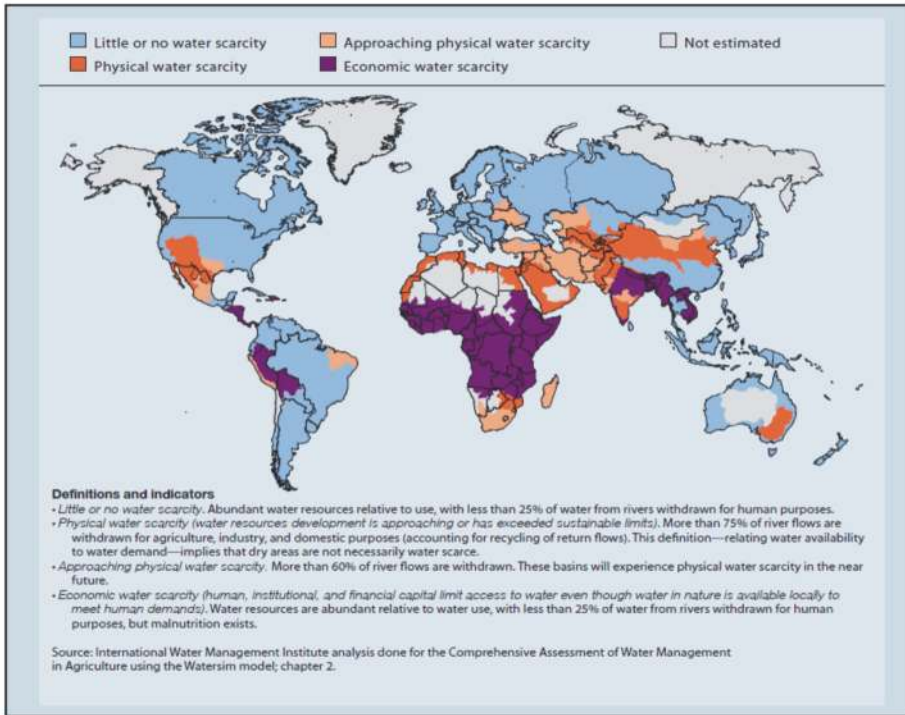 Little or no water scarcity
Approaching physical water scarcity
Not estimated
Physical water scarcity
Economic water scarcity
Definitions and indicators
• Little or no water scarcity. Abundant water resources relative to use, with less than 25% of water from rivers withdrawn for human purposes.
• Physical water scarcity (water resources development is approaching or has exceeded sustainable limits). More than 75% of river flows are
withdrawn for agriculture, industry, and domestic purposes (accounting for recycling of return flows). This definition—relating water availability
to water demand—implies that dry areas are not necessarily water scarce.
• Approaching physical water scarcity. More than 60% of river flows are withdrawn. These basins will experience physical water scarcity in the near
future.
• Economic water scarcity (human, institutional, and financial capital limit access to water even though water in nature is available locally to
meet human demands). Water resources are abundant relative to water use, with less than 25% of water from rivers withdrawn for human
purposes, but malnutrition exists.
Source: International Water Management Institute analysis done for the Comprehensive Assessment of Water Management
in Agriculture using the Watersim model; chapter 2.